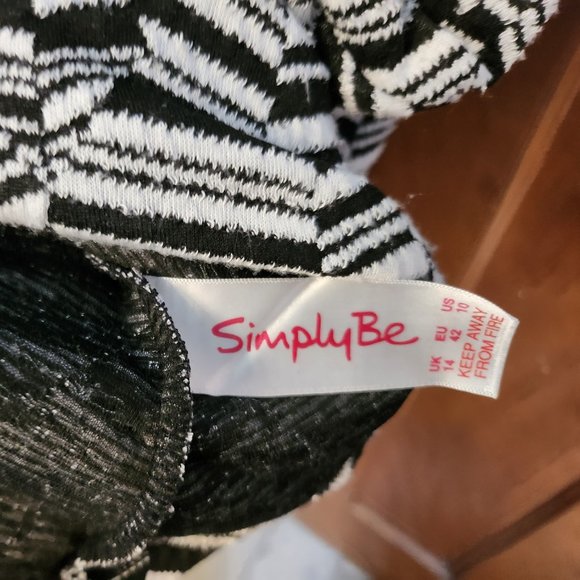 SimplyBe
UK EU US
14 42 10
KEEP AWAY
FROM FIRE